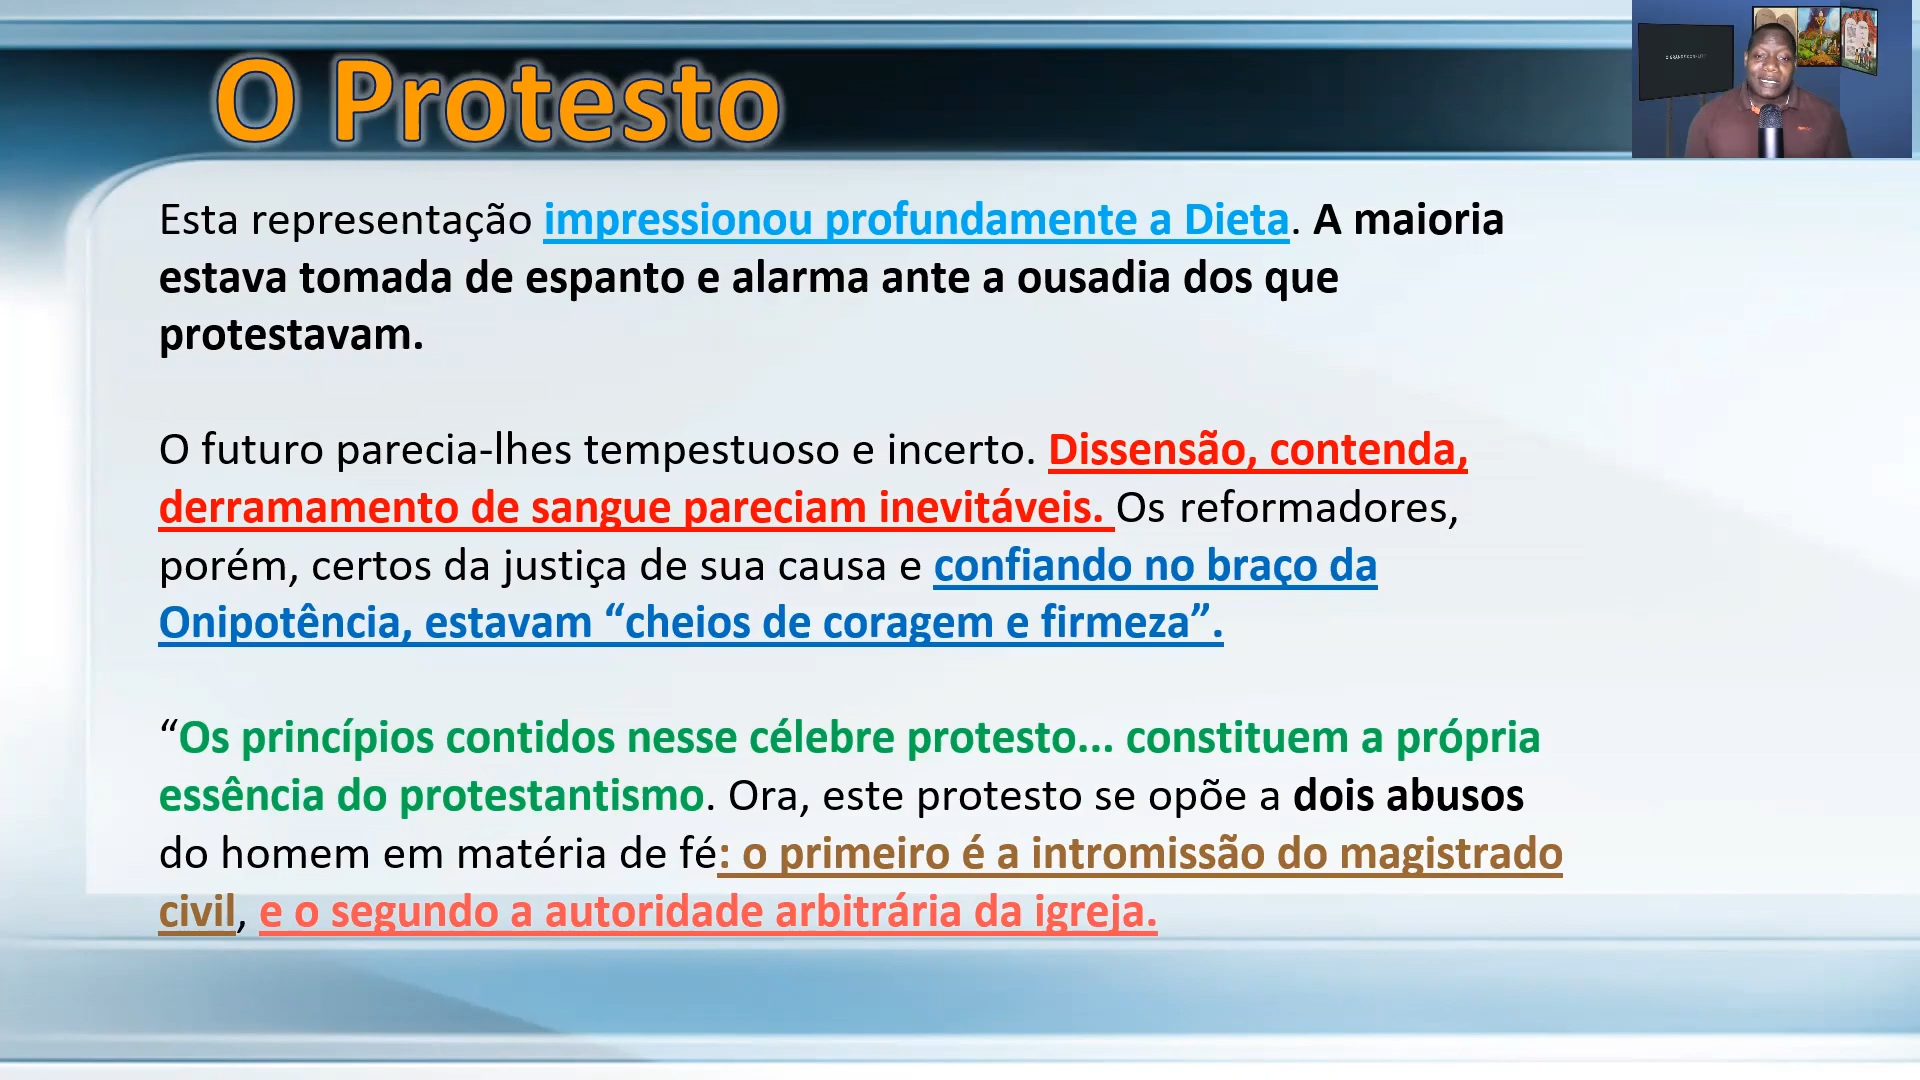 O Protesto
Esta representação impressionou profundamente a Dieta. A maioria
estava tomada de espanto e alarma ante a ousadia dos que
protestavam.
O futuro parecia-lhes tempestuoso e incerto. Dissensão, contenda,
derramamento de sangue pareciam inevitáveis. Os reformadores,
porém, certos da justiça de sua causa e confiando no braço da
Onipotência, estavam “cheios de coragem e firmeza”.
“Os princípios contidos nesse célebre protesto... constituem a própria
essência do protestantismo. Ora, este protesto se opõe a dois abusos
do homem em matéria de fé: o primeiro é a intromissão do magistrado
civil, e o segundo a autoridade arbitrária da igreja.